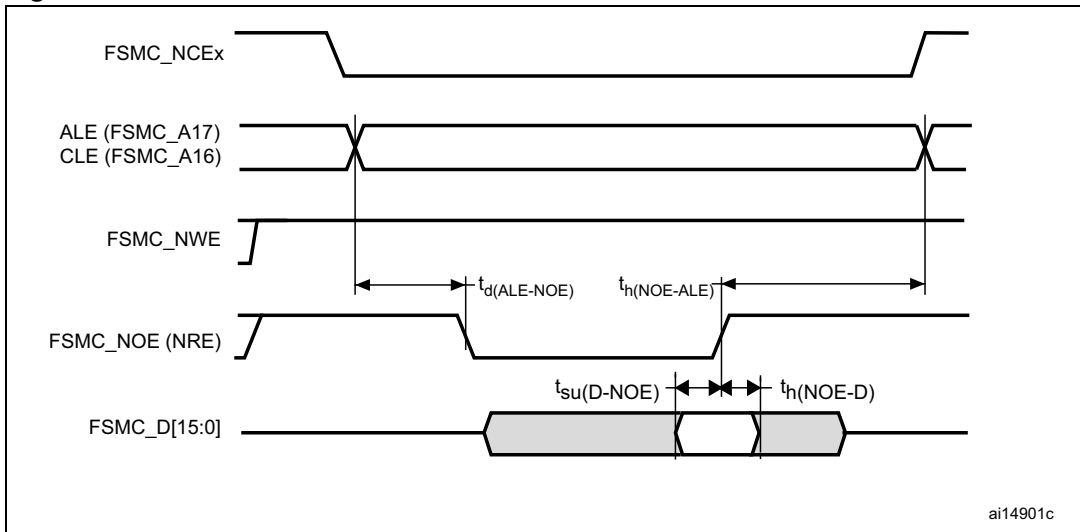 FSMC_NCEx
ALE (FSMC_A17)
CLE (FSMC_A16)
FSMC_NWE
td(ALE-NOE)
th(NOE-ALE)
FSMC_NOE (NRE)
tsu(D-NOE)
th(NOE-D)
FSMC_D[15:0]
ai14901c